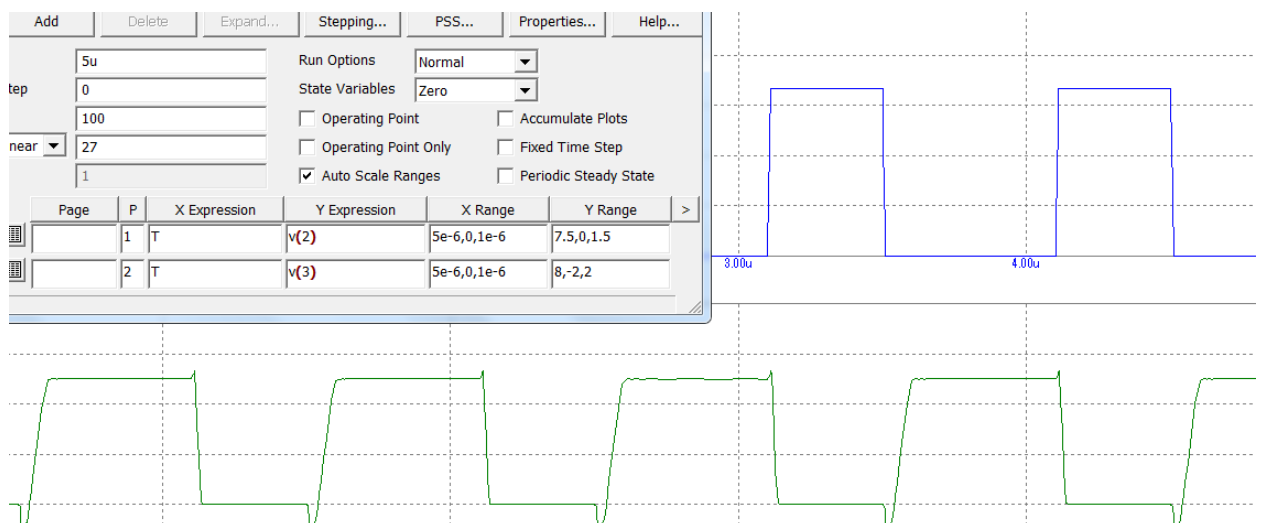 Add Delete Expand... Stepping... PSS... Properties... Help...
5u Run Options Normal
tep 0 State Variables Zero
100 Operating Point Accumulate Plots
near 27 Operating Point Only Fixed Time Step
1 Auto Scale Ranges Periodic Steady State
Page P X Expression Y Expression X Range Y Range >
1 T v(2) 5e-6,0,1e-6 7.5,0,1.5
2 T v(3) 5e-6,0,1e-6 8,-2,2
3.00u 4.00u